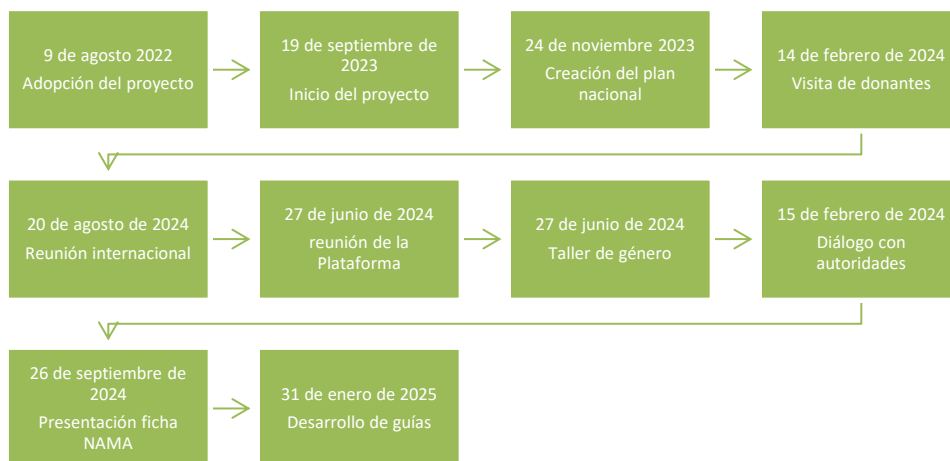 9 de agosto 2022
Adopción del proyecto
19 de septiembre de
2023
Inicio del proyecto
24 de noviembre 2023
Creación del plan
nacional
14 de febrero de 2024
Visita de donantes
20 de agosto de 2024
Reunión internacional
27 de junio de 2024
reunión de la
Plataforma
27 de junio de 2024
Taller de género
15 de febrero de 2024
Diálogo con
autoridades
26 de septiembre de
2024
Presentación ficha
NAMA
31 de enero de 2025
Desarrollo de guías